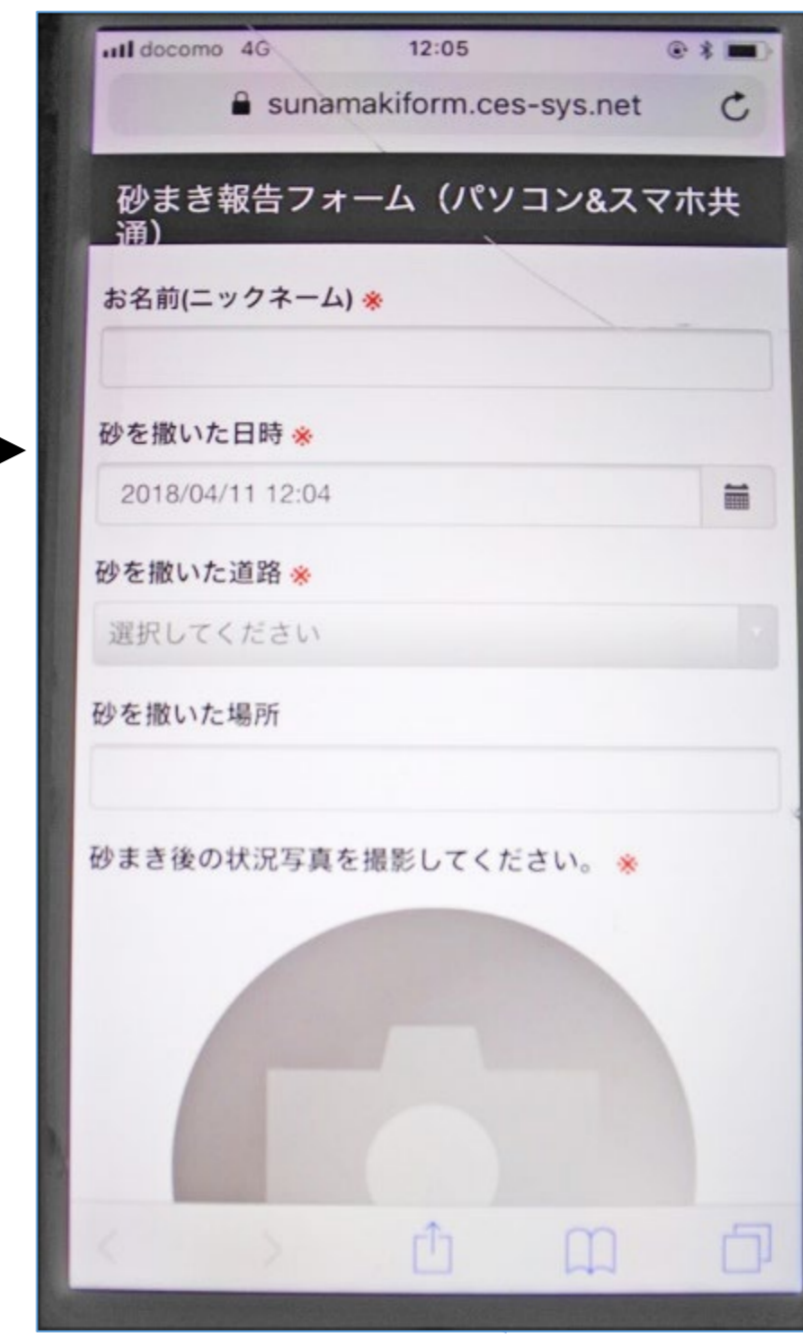 docomo 4G 12:05
sunamakiform.ces-sys.net
砂まき報告フォーム（パソコン&スマホ共
通）
お名前(ニックネーム) ※
砂を撒いた日時 ※
2018/04/11 12:04
砂を撒いた道路 ※
選択してください
砂を撒いた場所
砂まき後の状況写真を撮影してください。 ※